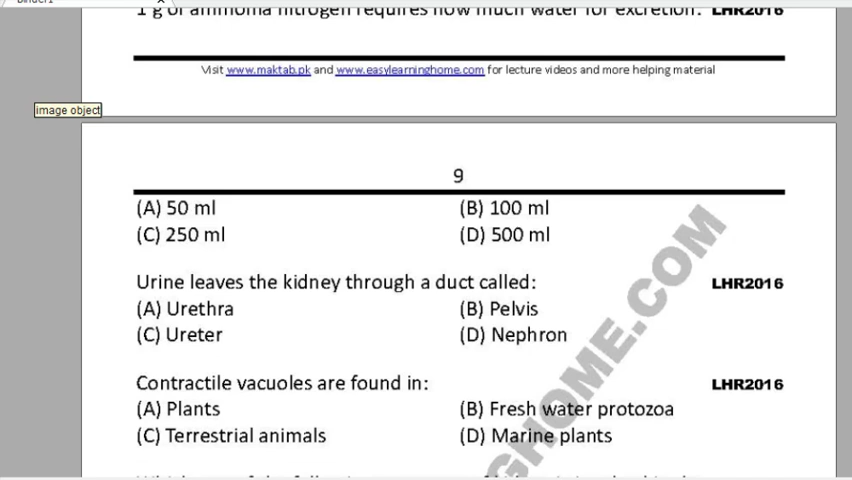 Binder1
1 g of ammonia nitrogen requires how much water for excretion: LHR2016
Visit www.maktab.pk and www.easylearninghome.com for lecture videos and more helping material
image object
9
(A) 50 ml (B) 100 ml
(C) 250 ml (D) 500 ml
Urine leaves the kidney through a duct called: LHR2016
(A) Urethra (B) Pelvis
(C) Ureter (D) Nephron
Contractile vacuoles are found in: LHR2016
(A) Plants (B) Fresh water protozoa
(C) Terrestrial animals (D) Marine plants
GHOME.COM